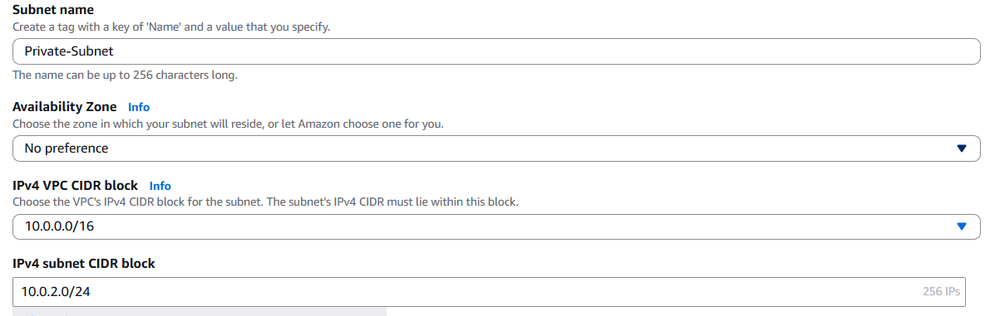 Subnet name
Create a tag with a key of 'Name' and a value that you specify.
Private-Subnet
The name can be up to 256 characters long.
Availability Zone Info
Choose the zone in which your subnet will reside, or let Amazon choose one for you.
No preference
IPv4 VPC CIDR block Info
Choose the VPC's IPv4 CIDR block for the subnet. The subnet's IPv4 CIDR must lie within this block.
10.0.0.0/16
IPv4 subnet CIDR block
10.0.2.0/24 256 IPs